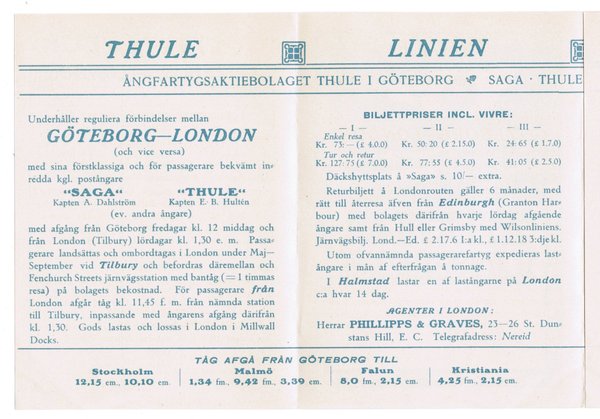 THULE LINIEN
ÅNGFARTYGSAKTIEBOLAGET THULE I GÖTEBORG SAGA · THULE
Underhåller reguliera förbindelser mellan
GÖTEBORG—LONDON
(och vice versa)
med sina förstklassiga och för passagerare bekvämt in=
redda kgl. postångare
"SAGA" "THULE"
Kapten A. Dahlström Kapten E. B. Hultén
(ev. andra ångare)
med afgång från Göteborg fredagar kl. 12 middag och
från London (Tilbury) lördagar kl. 1,30 e. m. Passa=
gerare landsättas och ombordtagas i London under Maj—
September vid Tilbury och befordras däremellan och
Fenchurch Streets järnvägsstation med bantåg (= 1 timmas
resa) på bolagets bekostnad. För passagerare från
London afgår tåg kl. 11,45 f. m. från nämnda station
till Tilbury, inpassande med ångarens afgång därifrån
kl. 1,30. Gods lastas och lossas i London i Millwall
Docks.
BILJETTPRISER INCL. VIVRE:
— I — — II — — III —
Enkel resa
Kr. 73: — (£ 4.0.0) Kr. 50: 20 (£ 2.15.0) Kr. 24: 65 (£ 1.7.0)
Tur och retur
Kr. 127: 75 (£ 7.0.0) Kr. 77: 55 (£ 4.5.0) Kr. 41: 05 (£ 2.5.0)
Däckshyttsplats å »Saga» s. 10/— extra.
Returbiljett å Londonrouten gäller 6 månader, med
rätt till återresa äfven från Edinburgh (Granton Har=
bour) med bolagets därifrån hvarje lördag afgående
ångare samt från Hull eller Grimsby med Wilsonliniens.
Järnvägsbilj. Lond.—Ed. £ 2.17.6 1:a kl., £ 1.12.18 3:dje kl.
Utom ofvannämnda passagerarefartyg expedieras last=
ångare i mån af efterfrågan å tonnage.
I Halmstad lastar en af lastångarne på London
c:a hvar 14 dag.
AGENTER I LONDON:
Herrar PHILLIPPS & GRAVES, 23—26 St. Dun=
stans Hill, E. C. Telegrafadress: Nereid
TÅG AFGÅ FRÅN GÖTEBORG TILL
Stockholm Malmö Falun Kristiania
12,15 em., 10,10 em. 1,34 fm., 9,42 fm., 3,39 em. 8,0 fm., 2,15 em. 4,25 fm., 2,15 em.